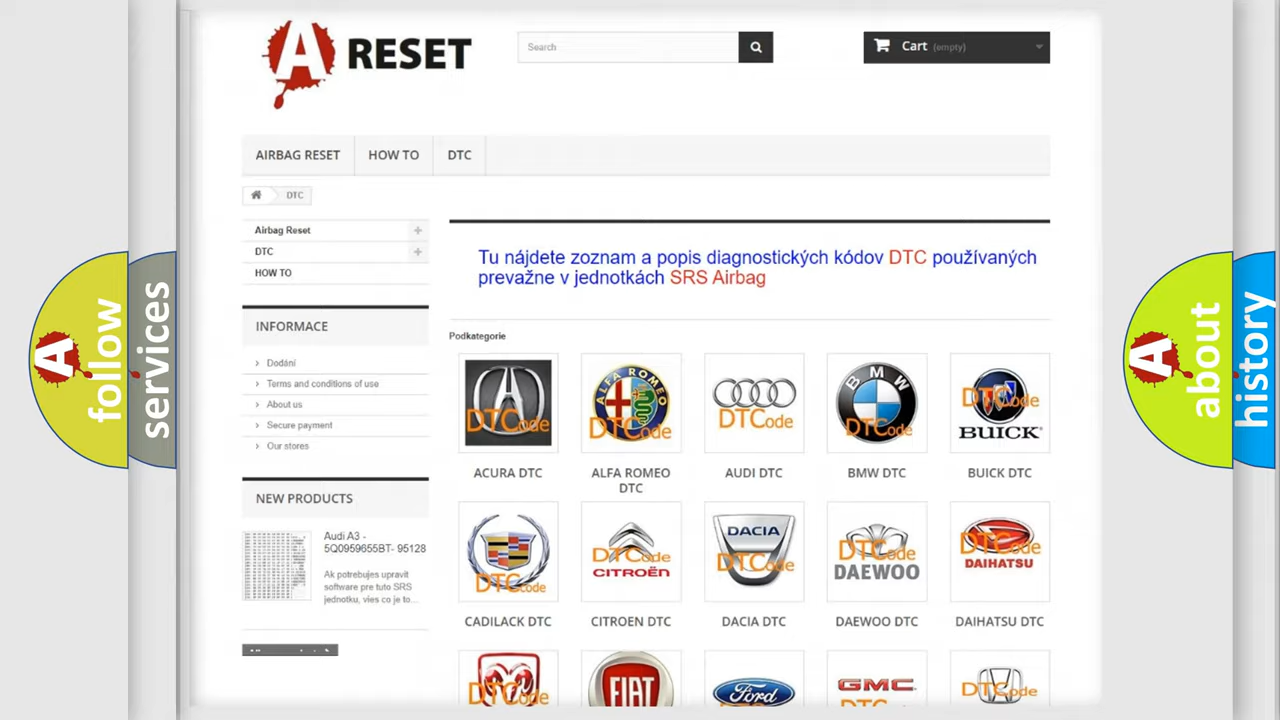 A RESET
Search
Cart (empty)
AIRBAG RESET
HOW TO
DTC
DTC
Airbag Reset
DTC
HOW TO
INFORMACE
Dodání
Terms and conditions of use
About us
Secure payment
Our stores
NEW PRODUCTS
Audi A3 -
5Q0959655BT- 95128
Ak potrebujes upravit
software pre tuto SRS
jednotku, vies co je to...
Tu nájdete zoznam a popis diagnostických kódov DTC používaných
prevažne v jednotkách SRS Airbag
Podkategorie
DTCode
ALFA ROMEO
DTCode
DTCode
BMW
DTCode
DTCode
BUICK
ACURA DTC
ALFA ROMEO
DTC
AUDI DTC
BMW DTC
BUICK DTC
DTCode
DTCode
CITROËN
DACIA
DTCode
DTCode
DAEWOO
DTCode
DAIHATSU
CADILACK DTC
CITROEN DTC
DACIA DTC
DAEWOO DTC
DAIHATSU DTC
DTCode
FIAT
Ford
GMC
DTCode
A follow
services
A about
history